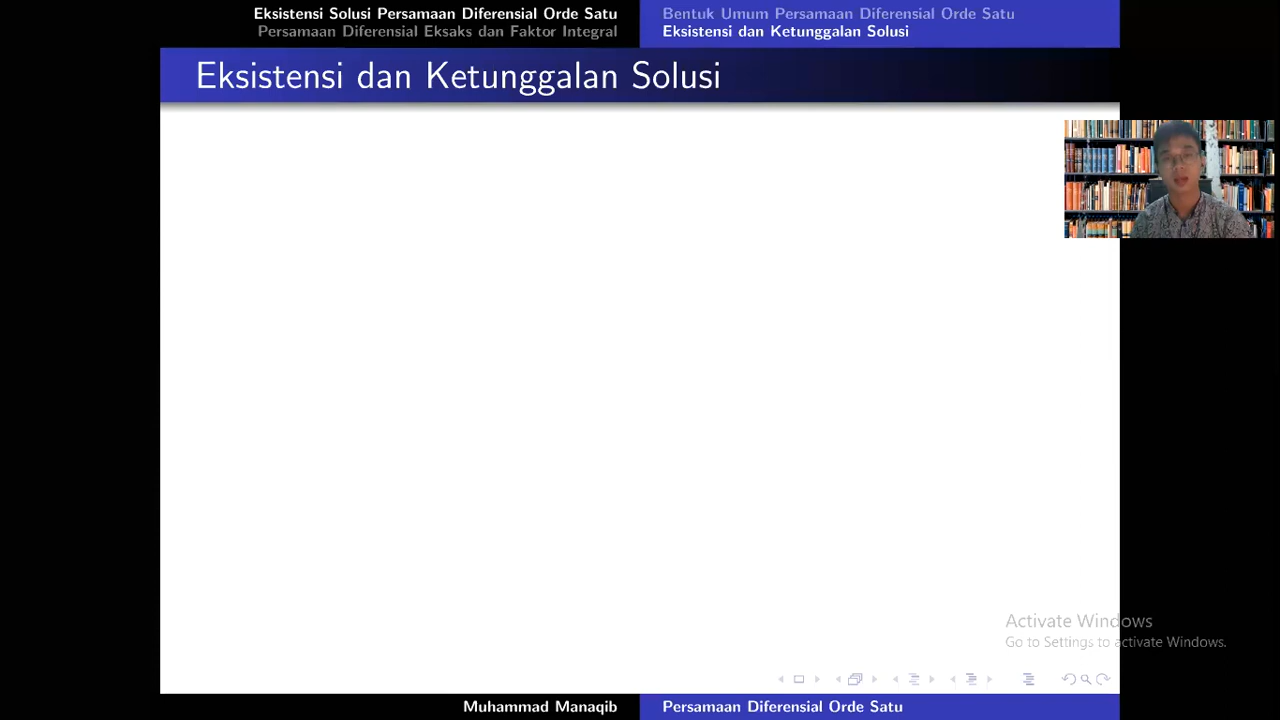 Eksistensi Solusi Persamaan Diferensial Orde Satu
Persamaan Diferensial Eksaks dan Faktor Integral
Bentuk Umum Persamaan Diferensial Orde Satu
Eksistensi dan Ketunggalan Solusi
Eksistensi dan Ketunggalan Solusi
Activate Windows
Go to Settings to activate Windows.
Muhammad Manaqib
Persamaan Diferensial Orde Satu